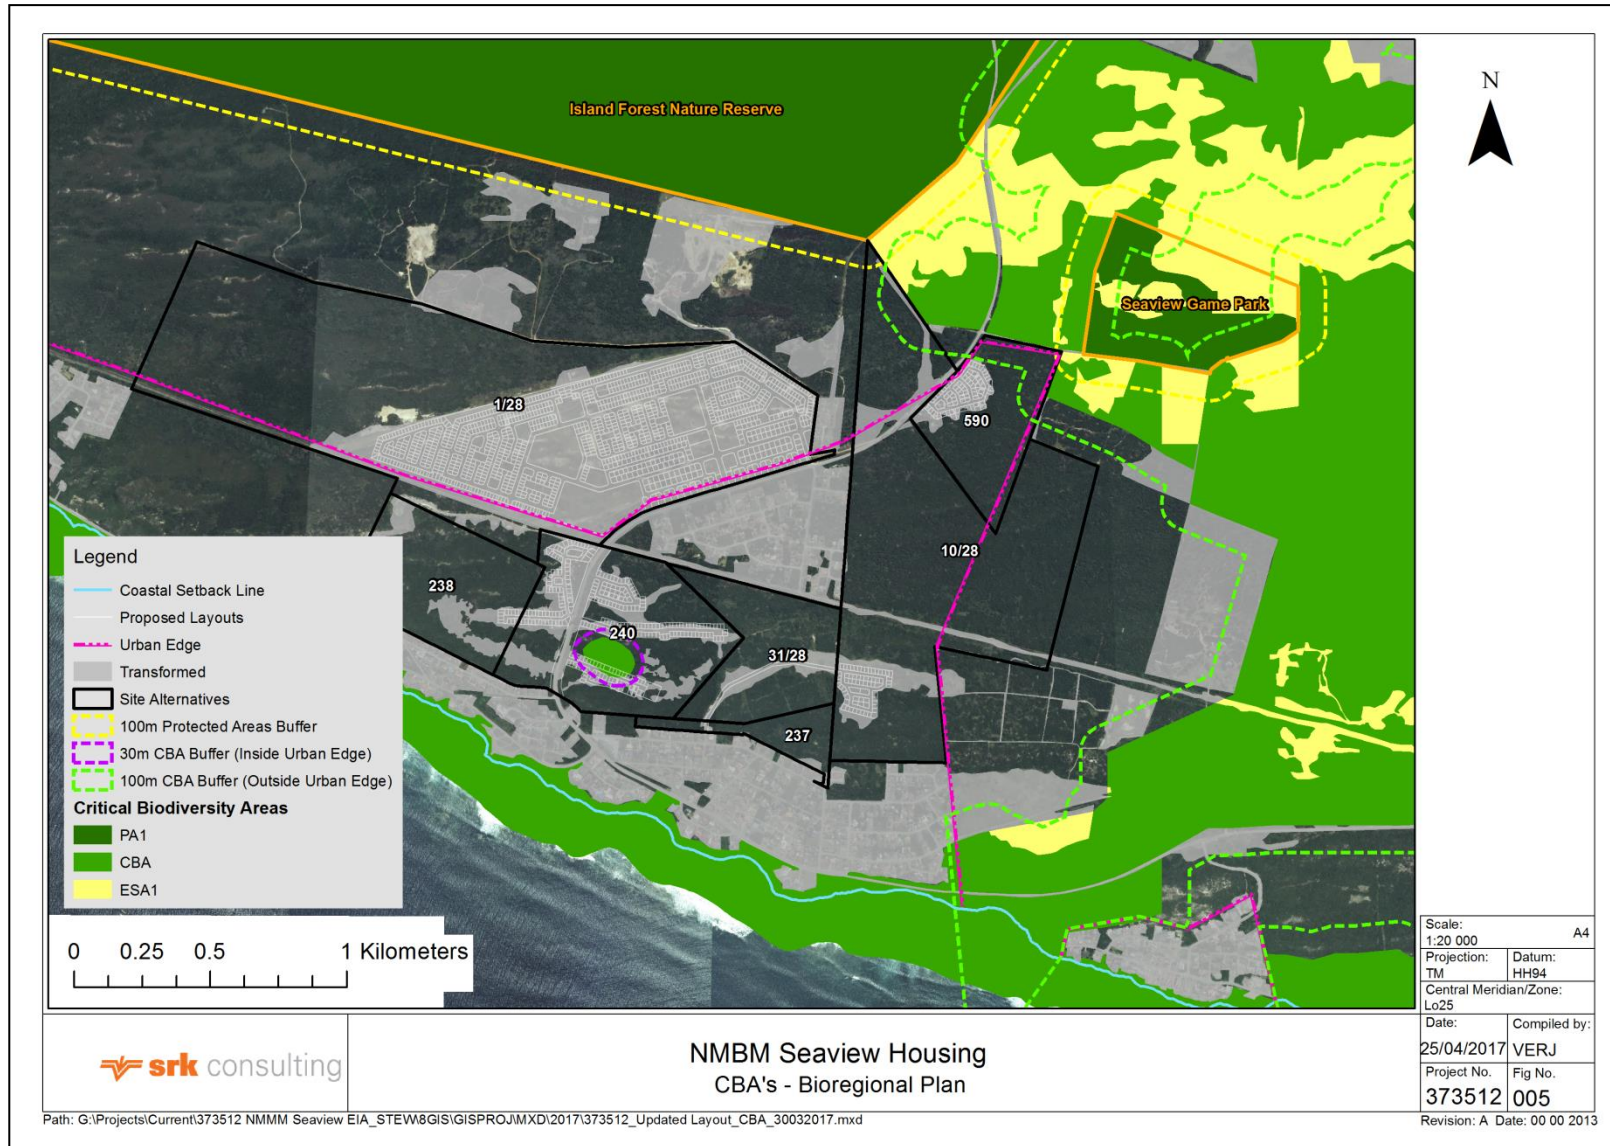 Island Forest Nature Reserve
N
Seaview Game Park
1/28
590
10/28
238
240
31/28
237
Legend
Coastal Setback Line
Proposed Layouts
Urban Edge
Transformed
Site Alternatives
100m Protected Areas Buffer
30m CBA Buffer (Inside Urban Edge)
100m CBA Buffer (Outside Urban Edge)
Critical Biodiversity Areas
PA1
CBA
ESA1
0 0.25 0.5 1 Kilometers
Scale:
1:20 000 A4
Projection: Datum:
TM HH94
Central Meridian/Zone:
Lo25
Date: Compiled by:
25/04/2017 VERJ
Project No. Fig No.
373512 005
srk consulting
NMBM Seaview Housing
CBA's - Bioregional Plan
Path: G:\Projects\Current\373512 NMMM Seaview EIA_STEW\8GIS\GISPROJ\MXD\2017\373512_Updated Layout_CBA_30032017.mxd
Revision: A Date: 00 00 2013